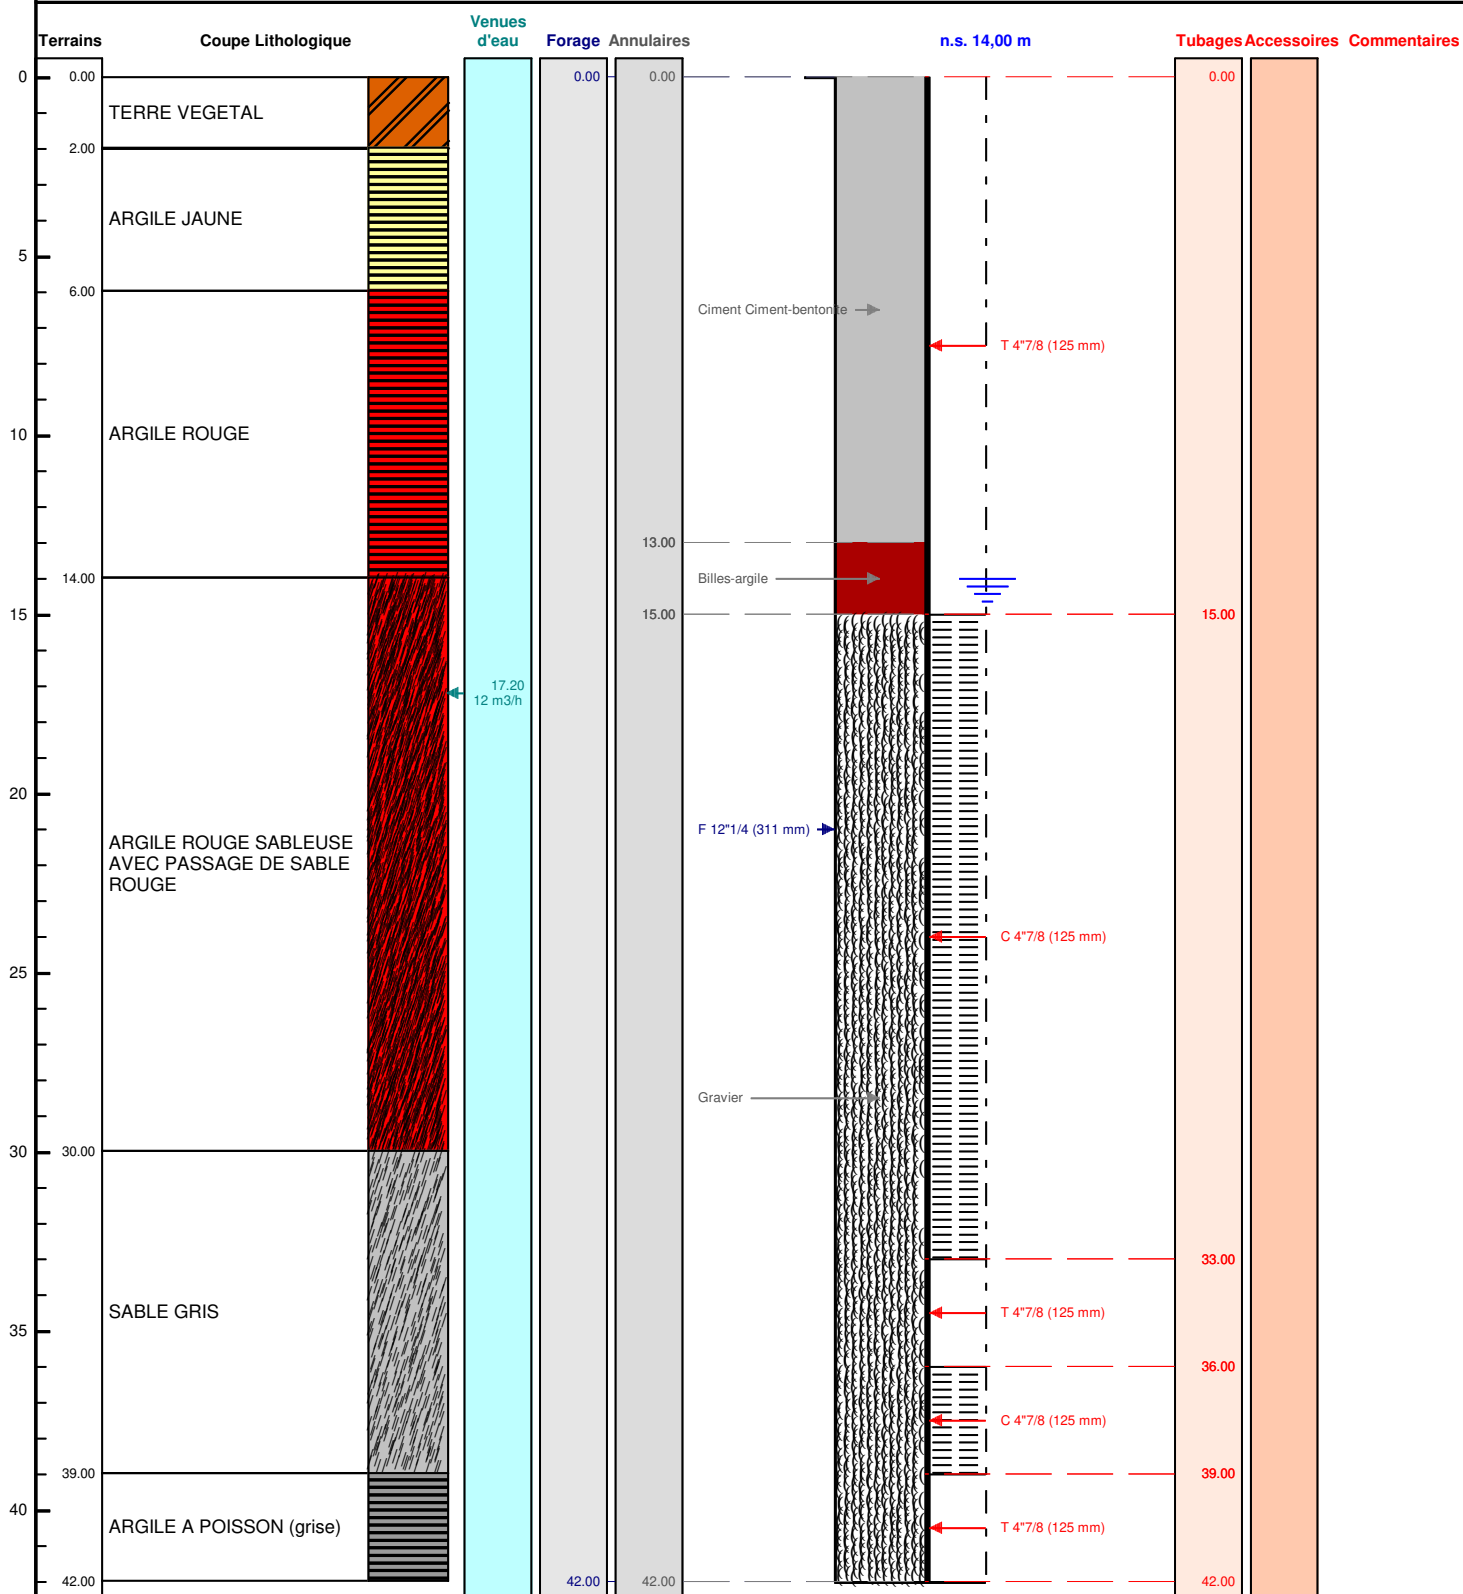 Venues
Terrains Coupe Lithologique d'eau Forage Annulaires n.s. 14,00 m Tubages Accessoires Commentaires
0 0.00 0.00 0.00 0.00
TERRE VEGETAL
2.00
ARGILE JAUNE
5
6.00
Ciment Ciment-bentonite
T 4"7/8 (125 mm)
10 ARGILE ROUGE
13.00
14.00 Billes-argile
15 15.00 15.00
17.20
12 m3/h
20
F 12"1/4 (311 mm)
ARGILE ROUGE SABLEUSE
AVEC PASSAGE DE SABLE
ROUGE
C 4"7/8 (125 mm)
25
Gravier
30 30.00
33.00
SABLE GRIS T 4"7/8 (125 mm)
35
36.00
C 4"7/8 (125 mm)
39.00 39.00
40
ARGILE A POISSON (grise) T 4"7/8 (125 mm)
42.00 42.00 42.00 42.00